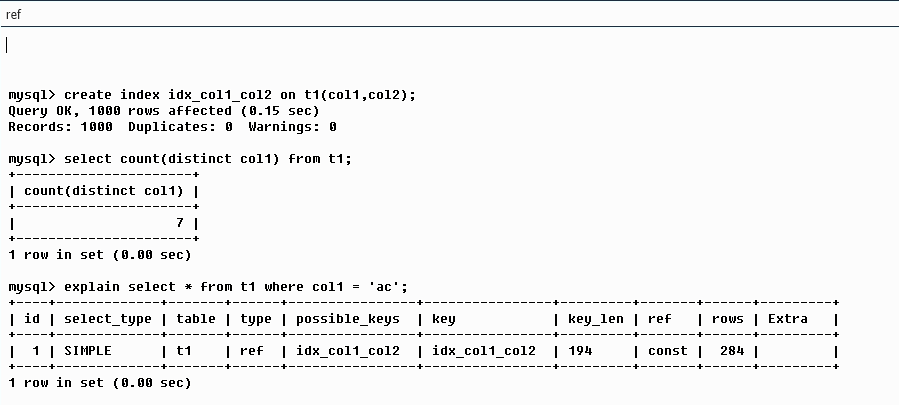 ref
mysql> create index idx_col1_col2 on t1(col1,col2);
Query OK, 1000 rows affected (0.15 sec)
Records: 1000  Duplicates: 0  Warnings: 0
mysql> select count(distinct col1) from t1;
+----------------------+
| count(distinct col1) |
+----------------------+
|                    7 |
+----------------------+
1 row in set (0.00 sec)
mysql> explain select * from t1 where col1 = 'ac';
+----+-------------+-------+------+---------------+---------------+---------+-------+------+-------+
| id | select_type | table | type | possible_keys | key           | key_len | ref   | rows | Extra |
+----+-------------+-------+------+---------------+---------------+---------+-------+------+-------+
|  1 | SIMPLE      | t1    | ref  | idx_col1_col2 | idx_col1_col2 | 194     | const |  284 |       |
+----+-------------+-------+------+---------------+---------------+---------+-------+------+-------+
1 row in set (0.00 sec)